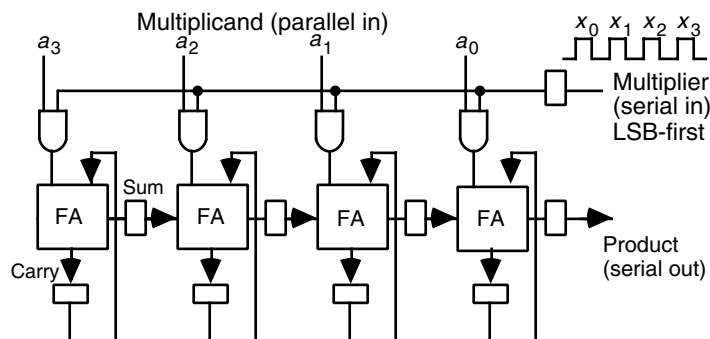 Multiplicand (parallel in)
x0 x1 x2 x3
a3 a2 a1 a0
Multiplier
(serial in)
LSB-first
Sum
FA FA FA FA
Carry
Product
(serial out)